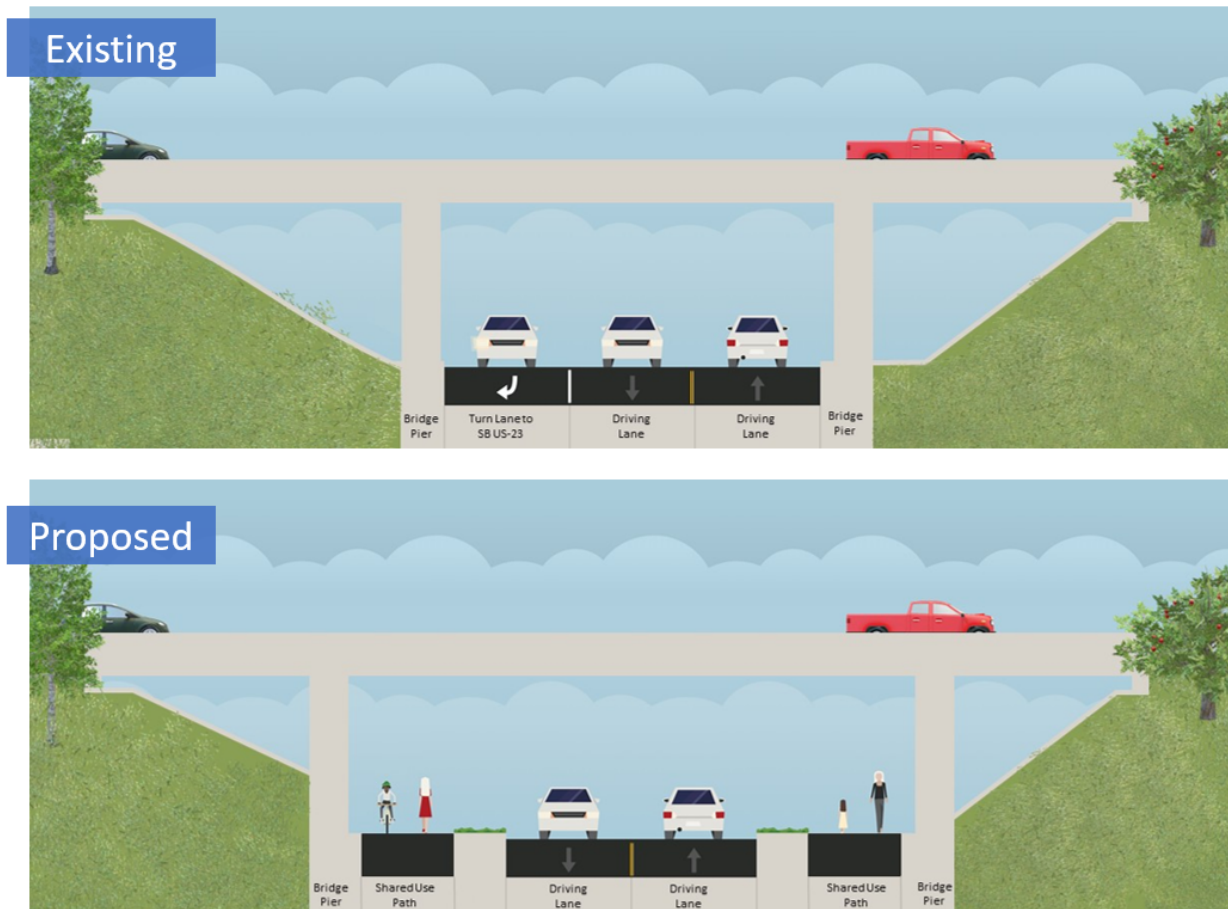 Existing
Bridge
Pier
Turn Lane to
SB US-23
Driving
Lane
Driving
Lane
Bridge
Pier
Proposed
Bridge
Pier
Shared Use
Path
Driving
Lane
Driving
Lane
Shared Use
Path
Bridge
Pier